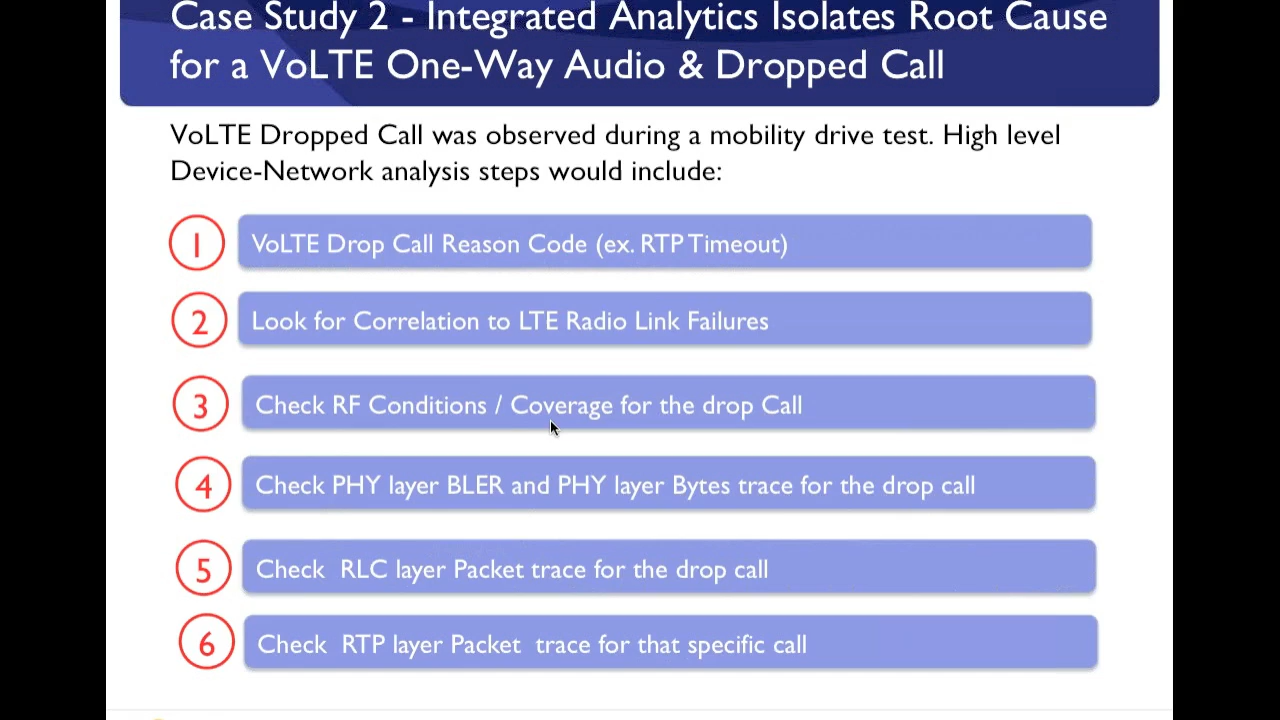 Case Study 2 - Integrated Analytics Isolates Root Cause
for a VoLTE One-Way Audio & Dropped Call
VoLTE Dropped Call was observed during a mobility drive test. High level
Device-Network analysis steps would include:
1 VoLTE Drop Call Reason Code (ex. RTP Timeout)
2 Look for Correlation to LTE Radio Link Failures
3 Check RF Conditions / Coverage for the drop Call
4 Check PHY layer BLER and PHY layer Bytes trace for the drop call
5 Check RLC layer Packet trace for the drop call
6 Check RTP layer Packet trace for that specific call